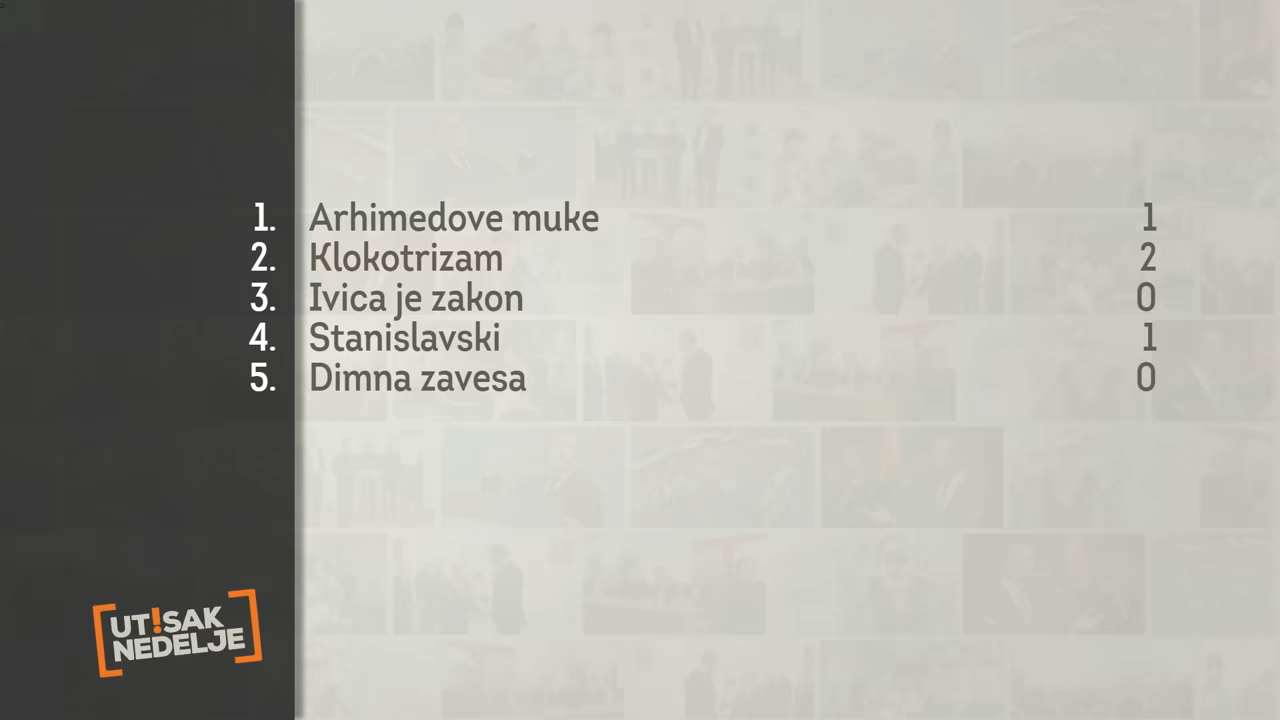 1. Arhimedove muke 1
2. Klokotrizam 2
3. Ivica je zakon 0
4. Stanislavski 1
5. Dimna zavesa 0
UT!SAK
NEDELJE